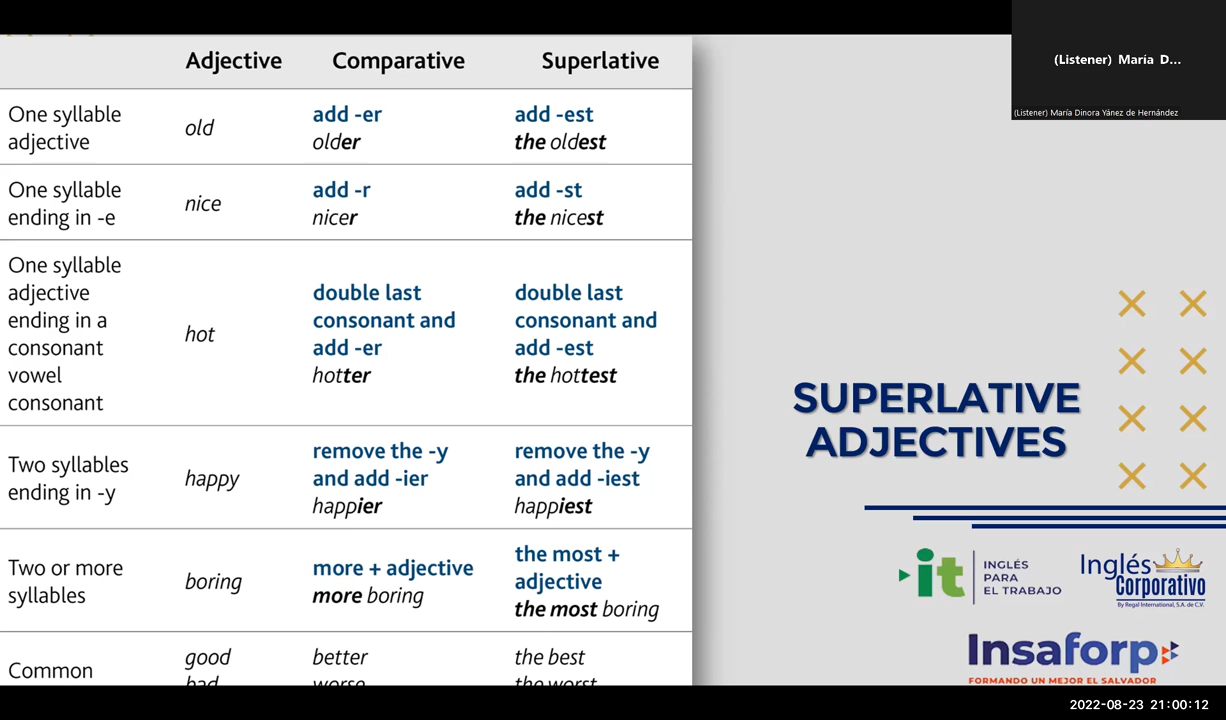 (Listener) María D...
(Listener) María Dinora Yánez de Hernández
Adjective Comparative Superlative
One syllable
adjective
old
add -er
older
add -est
the oldest
One syllable
ending in -e
nice
add -r
nicer
add -st
the nicest
One syllable
adjective
ending in a
consonant
vowel
consonant
hot
double last
consonant and
add -er
hotter
double last
consonant and
add -est
the hottest
Two syllables
ending in -y
happy
remove the -y
and add -ier
happier
remove the -y
and add -iest
happiest
Two or more
syllables
boring
more + adjective
more boring
the most +
adjective
the most boring
Common
good
bad
better
worse
the best
the worst
SUPERLATIVE
ADJECTIVES
it
INGLÉS
PARA
EL TRABAJO
Inglés
Corporativo
By Regal International, S.A. de C.V.
Insaforp
FORMANDO UN MEJOR EL SALVADOR
2022-08-23 21:00:12